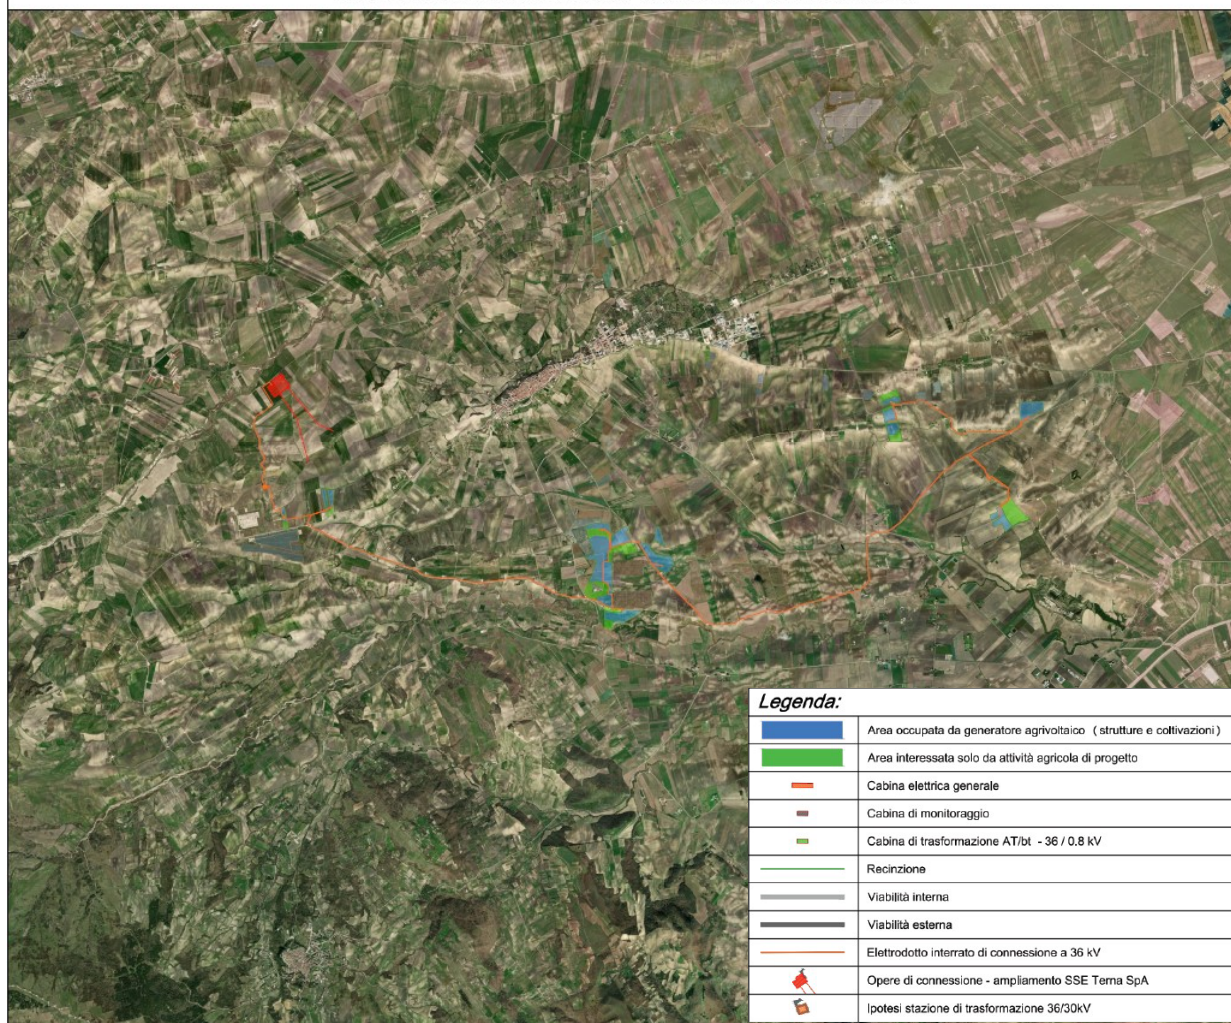 Legenda:
Area occupata da generatore agrivoltaico ( strutture e coltivazioni )
Area interessata solo da attività agricola di progetto
Cabina elettrica generale
Cabina di monitoraggio
Cabina di trasformazione AT/bt - 36 / 0.8 kV
Recinzione
Viabilità interna
Viabilità esterna
Elettrodotto interrato di connessione a 36 kV
Opere di connessione - ampliamento SSE Terna SpA
Ipotesi stazione di trasformazione 36/30kV